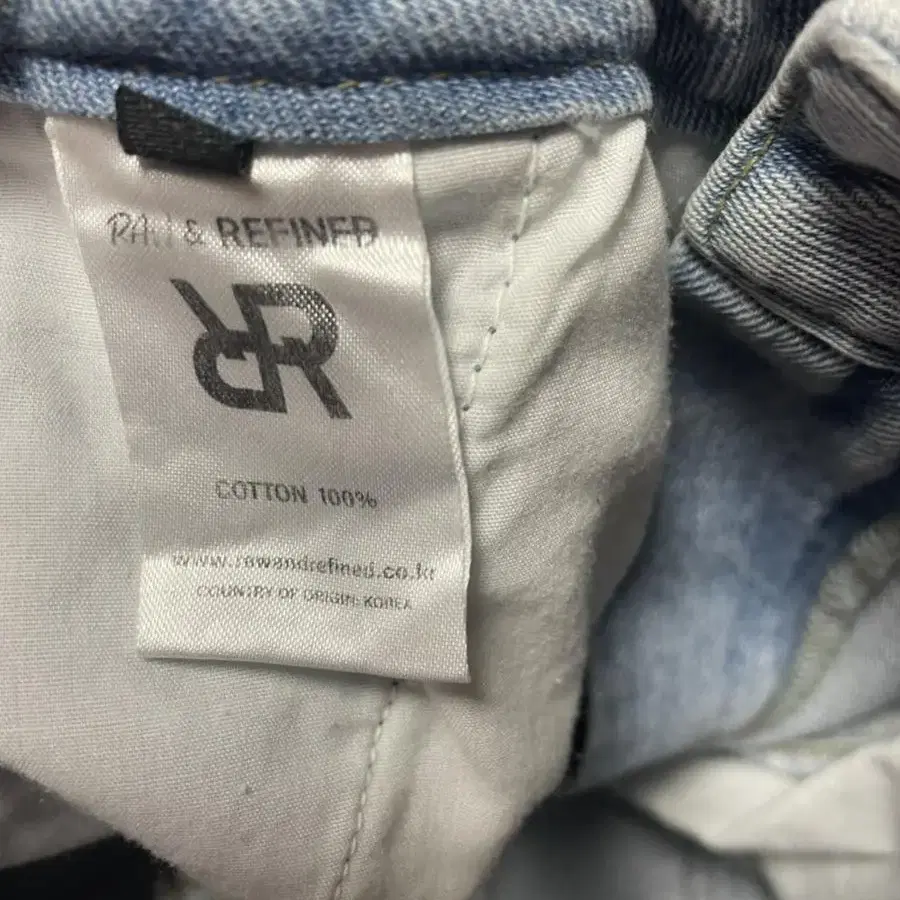 RAW & REFINED
COTTON 100%
www.rawandrefined.co.kr
COUNTRY OF ORIGIN: KOREA